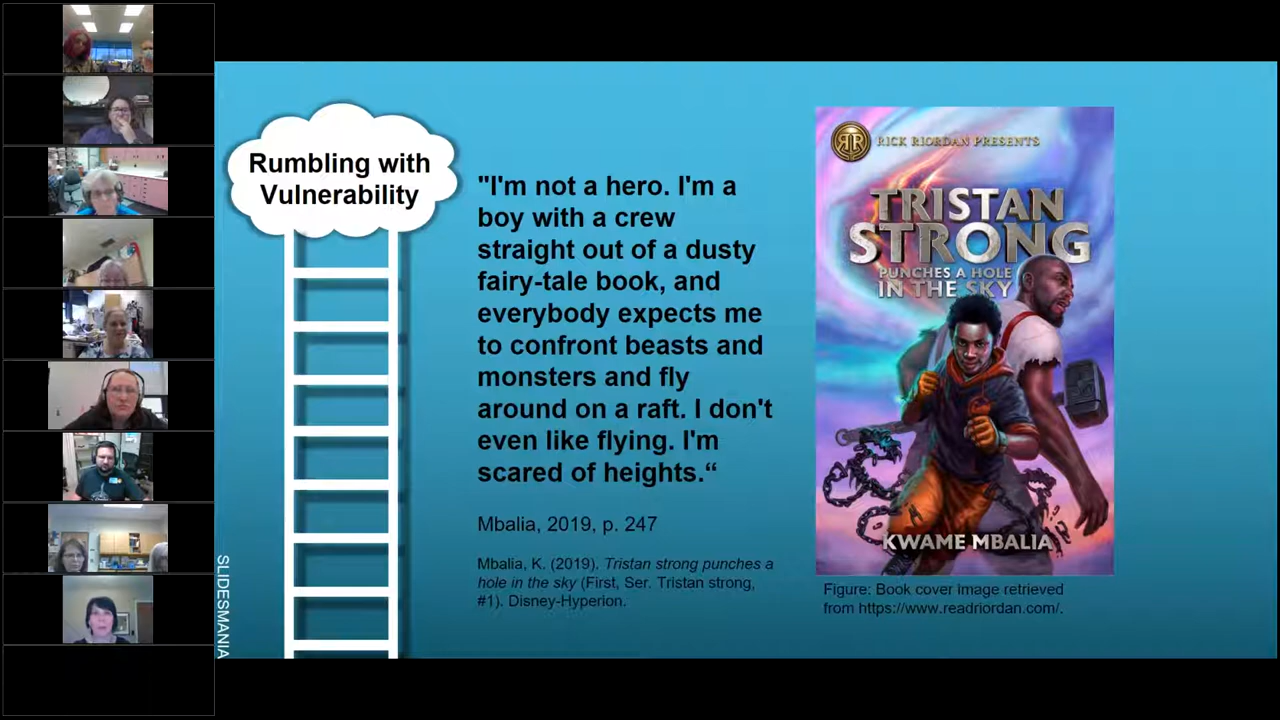 Rumbling with
Vulnerability
"I'm not a hero. I'm a
boy with a crew
straight out of a dusty
fairy-tale book, and
everybody expects me
to confront beasts and
monsters and fly
around on a raft. I don't
even like flying. I'm
scared of heights.“
Mbalia, 2019, p. 247
Mbalia, K. (2019). Tristan strong punches a
hole in the sky (First, Ser. Tristan strong,
#1). Disney-Hyperion.
RR RICK RIORDAN PRESENTS
TRISTAN
STRONG
PUNCHES A HOLE
IN THE SKY
KWAME MBALIA
Figure: Book cover image retrieved
from https://www.readriordan.com/.
SLIDESMANIA